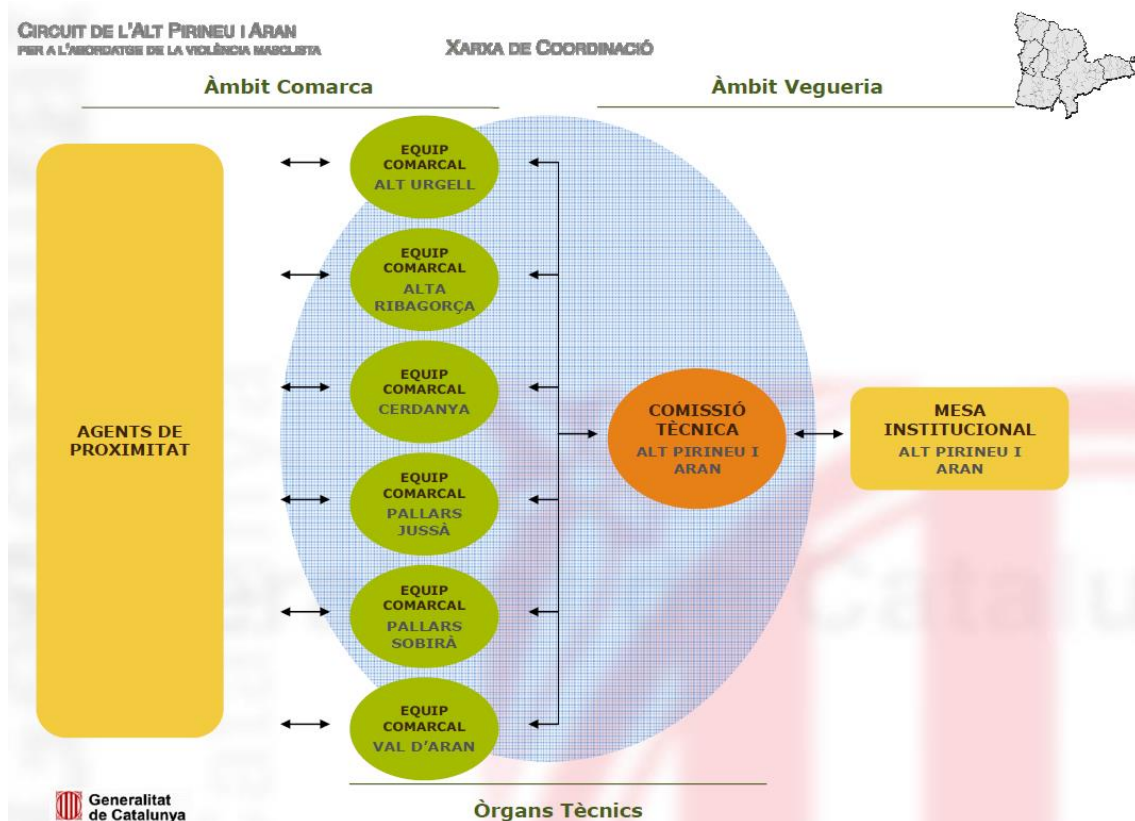 CIRCUIT DE L'ALT PIRINEU I ARAN
PER A L'ABORDATGE DE LA VIOLÈNCIA MASCLISTA
XARXA DE COORDINACIÓ
Àmbit Comarca
Àmbit Vegueria
AGENTS DE
PROXIMITAT
EQUIP
COMARCAL
ALT URGELL
EQUIP
COMARCAL
ALTA
RIBAGORÇA
EQUIP
COMARCAL
CERDANYA
EQUIP
COMARCAL
PALLARS
JUSSÀ
EQUIP
COMARCAL
PALLARS
SOBIRÀ
EQUIP
COMARCAL
VAL D'ARAN
COMISSIÓ
TÈCNICA
ALT PIRINEU I
ARAN
MESA
INSTITUCIONAL
ALT PIRINEU I
ARAN
Òrgans Tècnics
Generalitat
de Catalunya